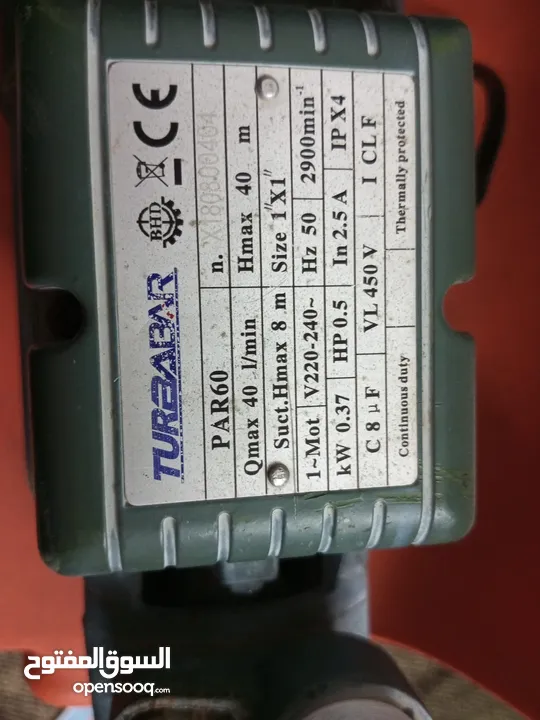 TURBABAR
BHD
CE
PAR60 n. X180800404
Qmax 40 l/min Hmax 40 m
Suct.Hmax 8 m Size 1"X1"
1~Mot V220-240~ Hz 50 2900min⁻¹
kW 0.37 HP 0.5 In 2.5 A IP X4
C 8 μF VL 450 V I CL F
Continuous duty Thermally protected
السوق المفتوح
opensooq.com